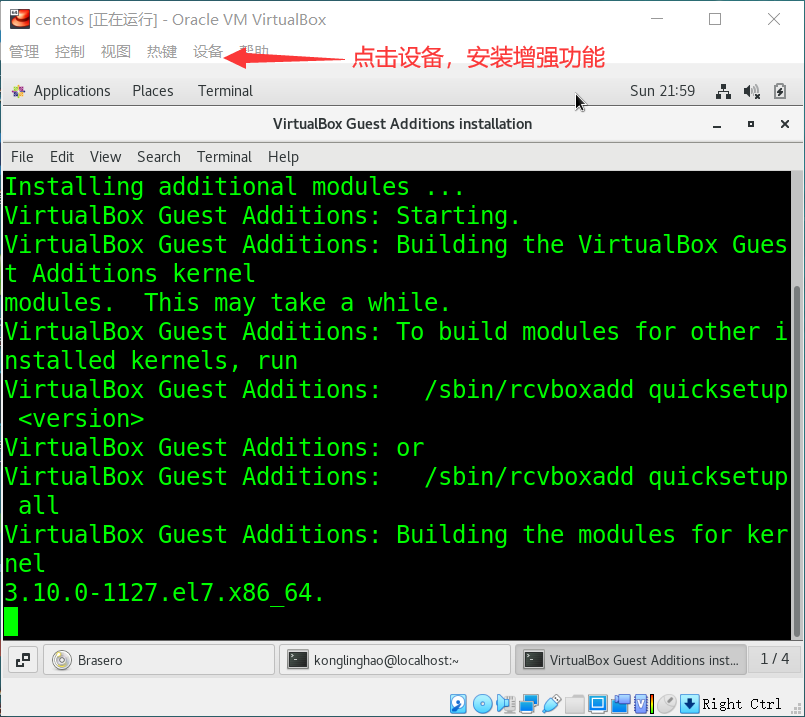 centos [正在运行] - Oracle VM VirtualBox
管理 控制 视图 热键 设备 帮助
点击设备，安装增强功能
Applications Places Terminal Sun 21:59
VirtualBox Guest Additions installation
File Edit View Search Terminal Help
Installing additional modules ...
VirtualBox Guest Additions: Starting.
VirtualBox Guest Additions: Building the VirtualBox Gues
t Additions kernel
modules.  This may take a while.
VirtualBox Guest Additions: To build modules for other i
nstalled kernels, run
VirtualBox Guest Additions:   /sbin/rcvboxadd quicksetup
 <version>
VirtualBox Guest Additions: or
VirtualBox Guest Additions:   /sbin/rcvboxadd quicksetup
 all
VirtualBox Guest Additions: Building the modules for ker
nel
3.10.0-1127.el7.x86_64.
Brasero konglinghao@localhost:~ VirtualBox Guest Additions inst... 1 / 4
Right Ctrl